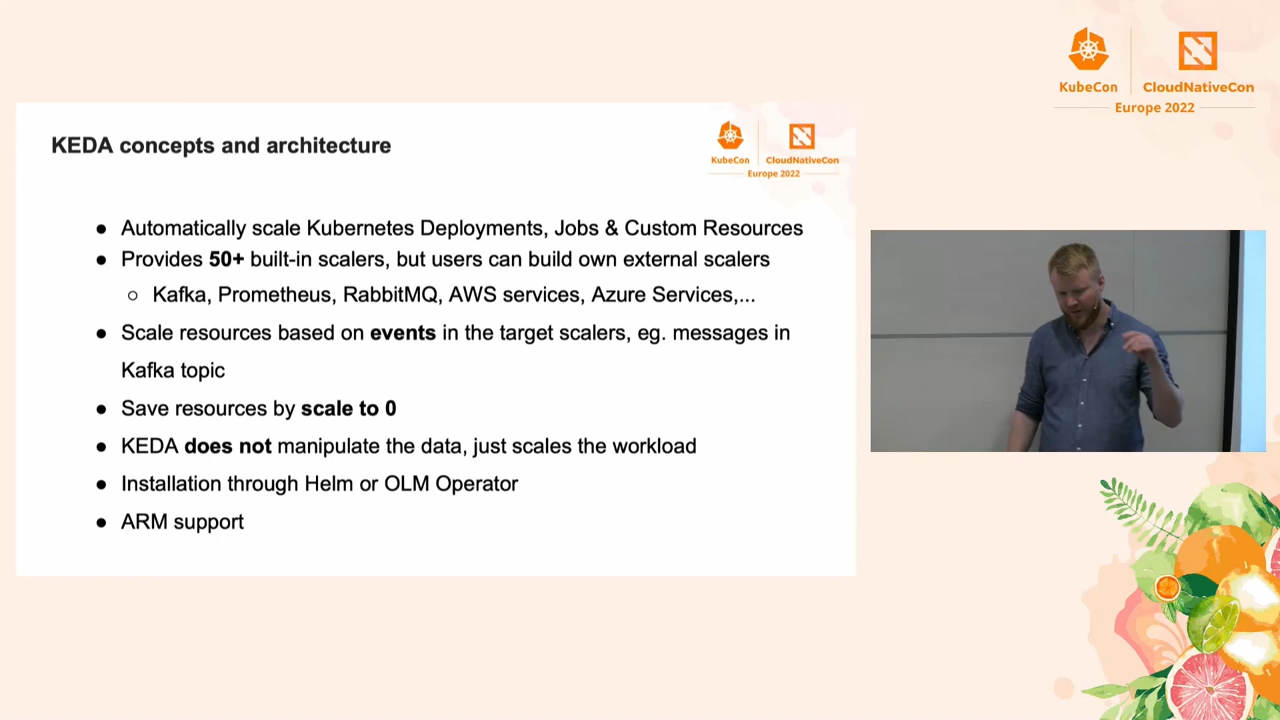 KubeCon
CloudNativeCon
Europe 2022
KEDA concepts and architecture
KubeCon
CloudNativeCon
Europe 2022
● Automatically scale Kubernetes Deployments, Jobs & Custom Resources
● Provides 50+ built-in scalers, but users can build own external scalers
○ Kafka, Prometheus, RabbitMQ, AWS services, Azure Services,...
● Scale resources based on events in the target scalers, eg. messages in
Kafka topic
● Save resources by scale to 0
● KEDA does not manipulate the data, just scales the workload
● Installation through Helm or OLM Operator
● ARM support